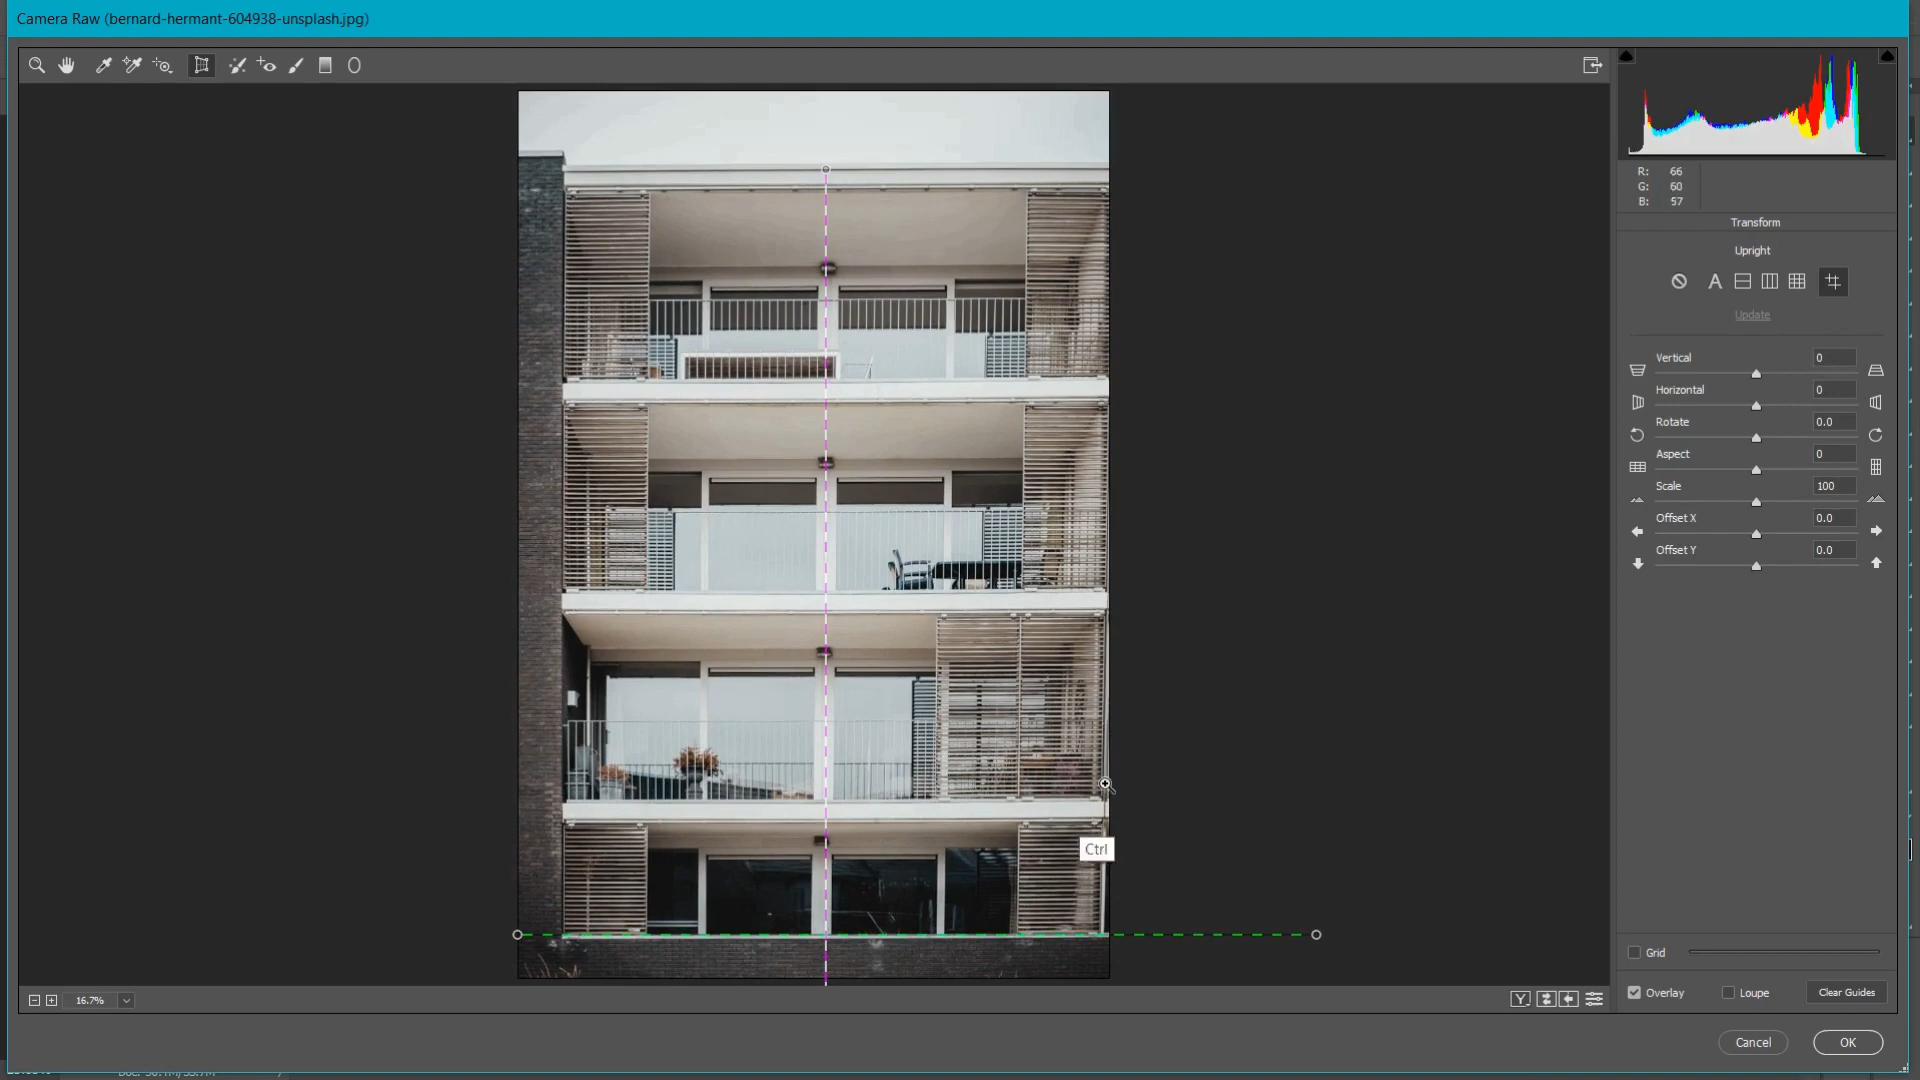 Camera Raw (bernard-hermant-604938-unsplash.jpg)
R: 66
G: 60
B: 57
Transform
Upright
A
Update
Vertical 0
Horizontal 0
Rotate 0.0
Aspect 0
Scale 100
Offset X 0.0
Offset Y 0.0
Ctrl
Grid
Overlay Loupe Clear Guides
16.7% Y
Cancel OK